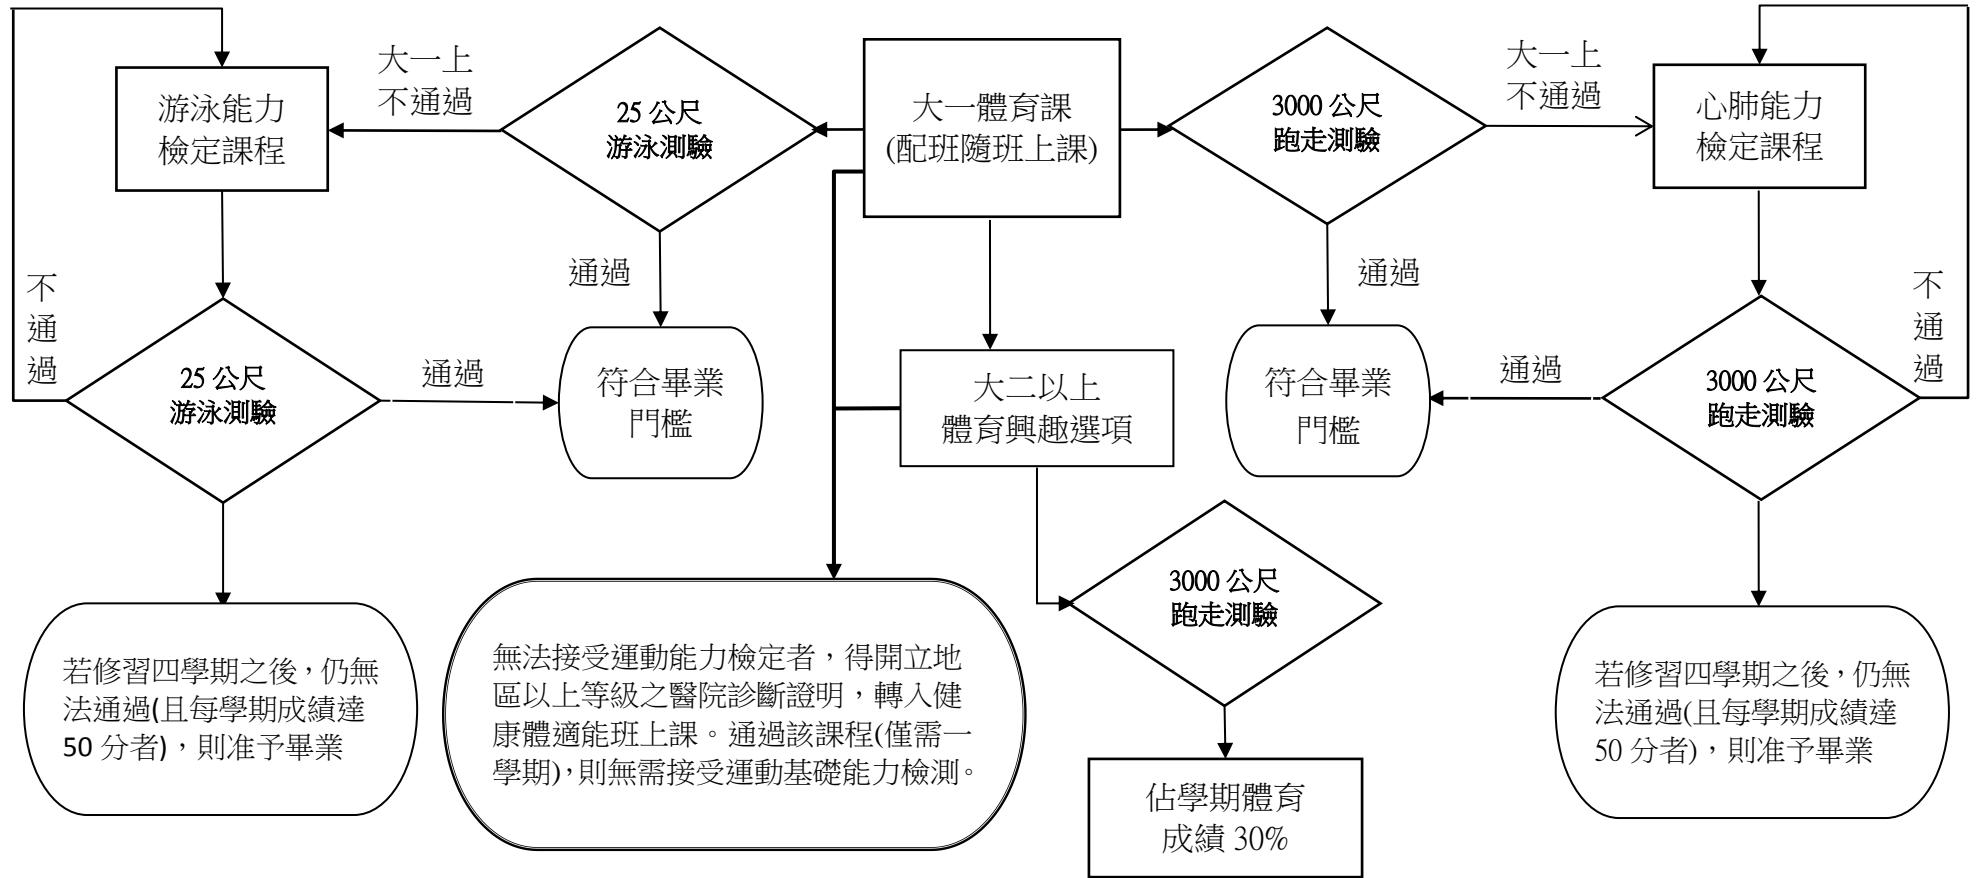 大一上
不通過
游泳能力
檢定課程
25 公尺
游泳測驗
大一體育課
(配班隨班上課)
3000 公尺
跑走測驗
大一上
不通過
心肺能力
檢定課程
通過
通過
不
通
過
25 公尺
游泳測驗
通過
符合畢業
門檻
大二以上
體育興趣選項
符合畢業
門檻
通過
3000 公尺
跑走測驗
不
通
過
3000 公尺
跑走測驗
若修習四學期之後，仍無
法通過(且每學期成績達
50 分者)，則准予畢業
無法接受運動能力檢定者，得開立地
區以上等級之醫院診斷證明，轉入健
康體適能班上課。通過該課程(僅需一
學期)，則無需接受運動基礎能力檢測。
佔學期體育
成績 30%
若修習四學期之後，仍無
法通過(且每學期成績達
50 分者)，則准予畢業